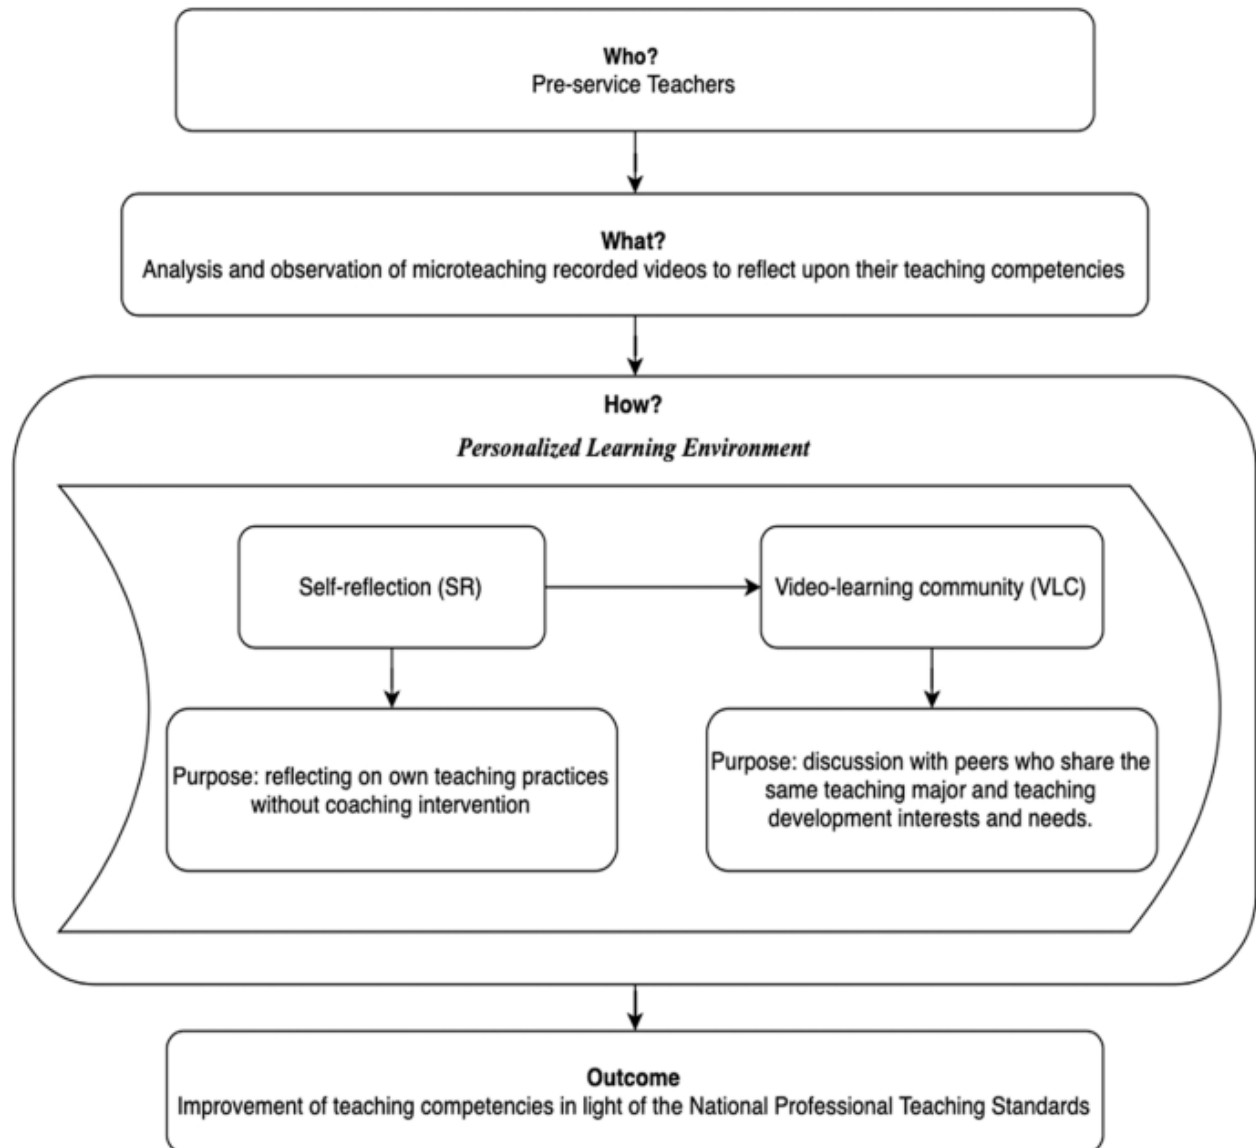 Who?
Pre-service Teachers
What?
Analysis and observation of microteaching recorded videos to reflect upon their teaching competencies
How?
Personalized Learning Environment
Self-reflection (SR)
Video-learning community (VLC)
Purpose: reflecting on own teaching practices
without coaching intervention
Purpose: discussion with peers who share the
same teaching major and teaching
development interests and needs.
Outcome
Improvement of teaching competencies in light of the National Professional Teaching Standards